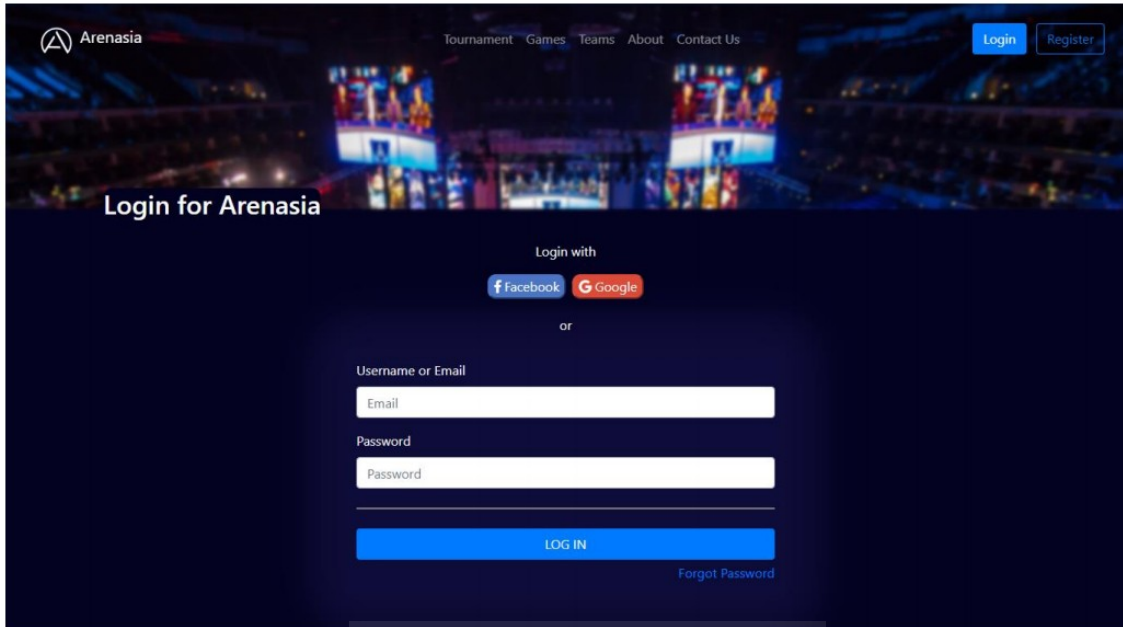 Arenasia
Tournament Games Teams About Contact Us
Login Register
Login for Arenasia
Login with
Facebook Google
or
Username or Email
Email
Password
Password
LOG IN
Forgot Password